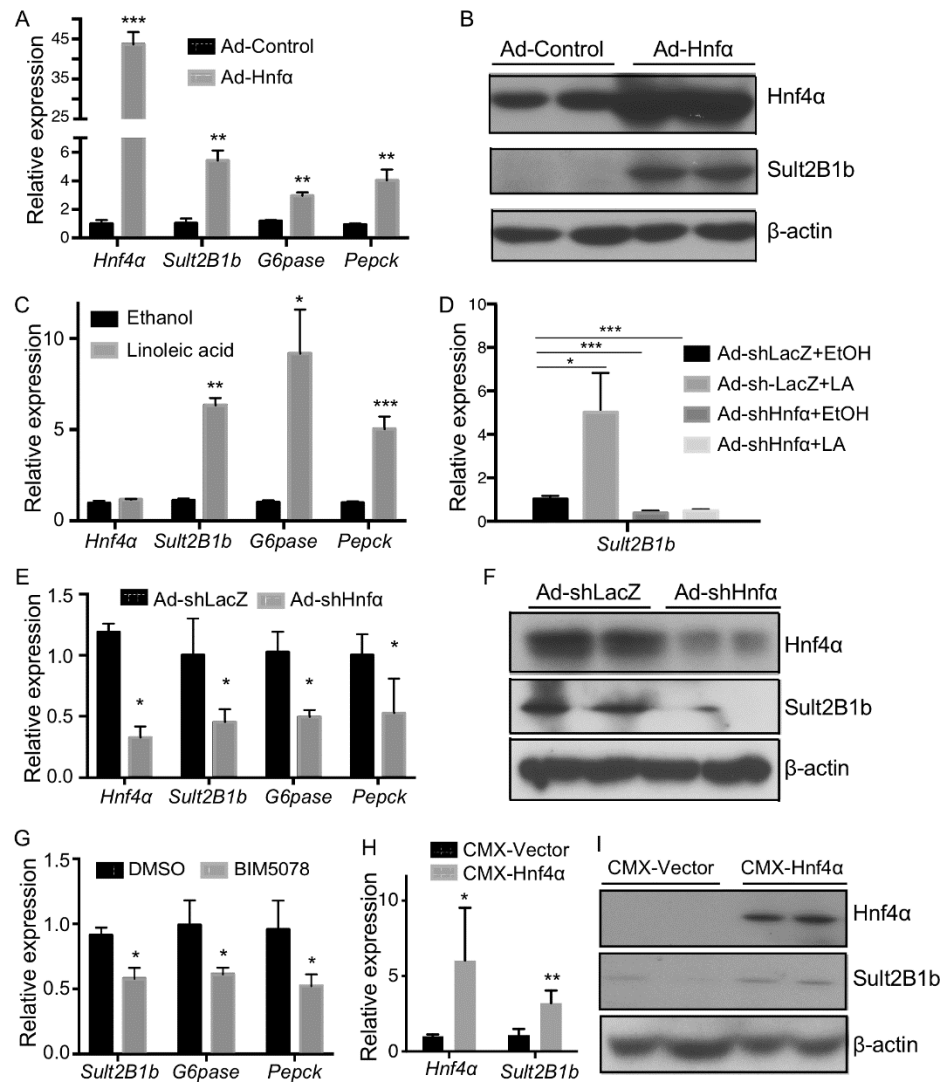 A
Relative expression
45
35
25
6
4
2
0
***
**
**
**
Ad-Control
Ad-Hnfα
Hnf4α Sult2B1b G6pase Pepck
B
Ad-Control Ad-Hnfα
Hnf4α
Sult2B1b
β-actin
C
Relative expression
10
5
0
Ethanol
Linoleic acid
**
*
***
Hnf4α Sult2B1b G6pase Pepck
D
Relative expression
10
8
6
4
2
0
***
***
*
Ad-shLacZ+EtOH
Ad-sh-LacZ+LA
Ad-shHnfα+EtOH
Ad-shHnfα+LA
Sult2B1b
E
Relative expression
1.5
1.0
0.5
0.0
Ad-shLacZ Ad-shHnfα
*
*
*
*
Hnf4α Sult2B1b G6pase Pepck
F
Ad-shLacZ Ad-shHnfα
Hnf4α
Sult2B1b
β-actin
G
Relative expression
1.5
1.0
0.5
0.0
DMSO BIM5078
*
*
*
Sult2B1b G6pase Pepck
H
CMX-Vector
CMX-Hnf4α
Relative expression
10
5
0
*
**
Hnf4α Sult2B1b
I
CMX-Vector CMX-Hnf4α
Hnf4α
Sult2B1b
β-actin